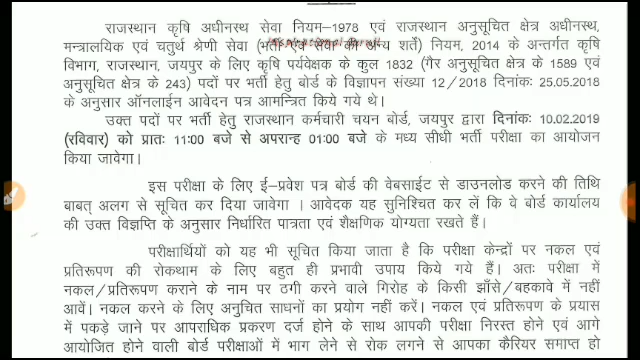 राजस्थान कृषि अधीनस्थ सेवा नियम–1978 एवं राजस्थान अनुसूचित क्षेत्र अधीनस्थ,
मन्त्रालयिक एवं चतुर्थ श्रेणी सेवा (भर्ती एवं सेवा की अन्य शर्तें) नियम, 2014 के अन्तर्गत कृषि
विभाग, राजस्थान, जयपुर के लिए कृषि पर्यवेक्षक के कुल 1832 (गैर अनुसूचित क्षेत्र के 1589 एवं
अनुसूचित क्षेत्र के 243) पदों पर भर्ती हेतु बोर्ड के विज्ञापन संख्या 12/2018 दिनांकः 25.05.2018
के अनुसार ऑनलाईन आवेदन पत्र आमन्त्रित किये गये थे।
उक्त पदों पर भर्ती हेतु राजस्थान कर्मचारी चयन बोर्ड, जयपुर द्वारा दिनांकः 10.02.2019
(रविवार) को प्रातः 11:00 बजे से अपरान्ह 01:00 बजे के मध्य सीधी भर्ती परीक्षा का आयोजन
किया जावेगा।
इस परीक्षा के लिए ई–प्रवेश पत्र बोर्ड की वेबसाईट से डाउनलोड करने की तिथि
बाबत् अलग से सूचित कर दिया जावेगा। आवेदक यह सुनिश्चित कर लें कि वे बोर्ड कार्यालय
की उक्त विज्ञप्ति के अनुसार निर्धारित पात्रता एवं शैक्षणिक योग्यता रखते हैं।
परीक्षार्थियों को यह भी सूचित किया जाता है कि परीक्षा केन्द्रों पर नकल एवं
प्रतिरूपण की रोकथाम के लिए बहुत ही प्रभावी उपाय किये गये हैं। अतः परीक्षा में
नकल/प्रतिरूपण कराने के नाम पर ठगी करने वाले गिरोह के किसी झाँसे/बहकावे में नहीं
आवें। नकल करने के लिए अनुचित साधनों का प्रयोग नहीं करें। नकल एवं प्रतिरूपण के प्रयास
में पकड़े जाने पर आपराधिक प्रकरण दर्ज होने के साथ आपकी परीक्षा निरस्त होने एवं आगे
आयोजित होने वाली बोर्ड परीक्षाओं में भाग लेने से रोक लगने से आपका कैरियर समाप्त हो